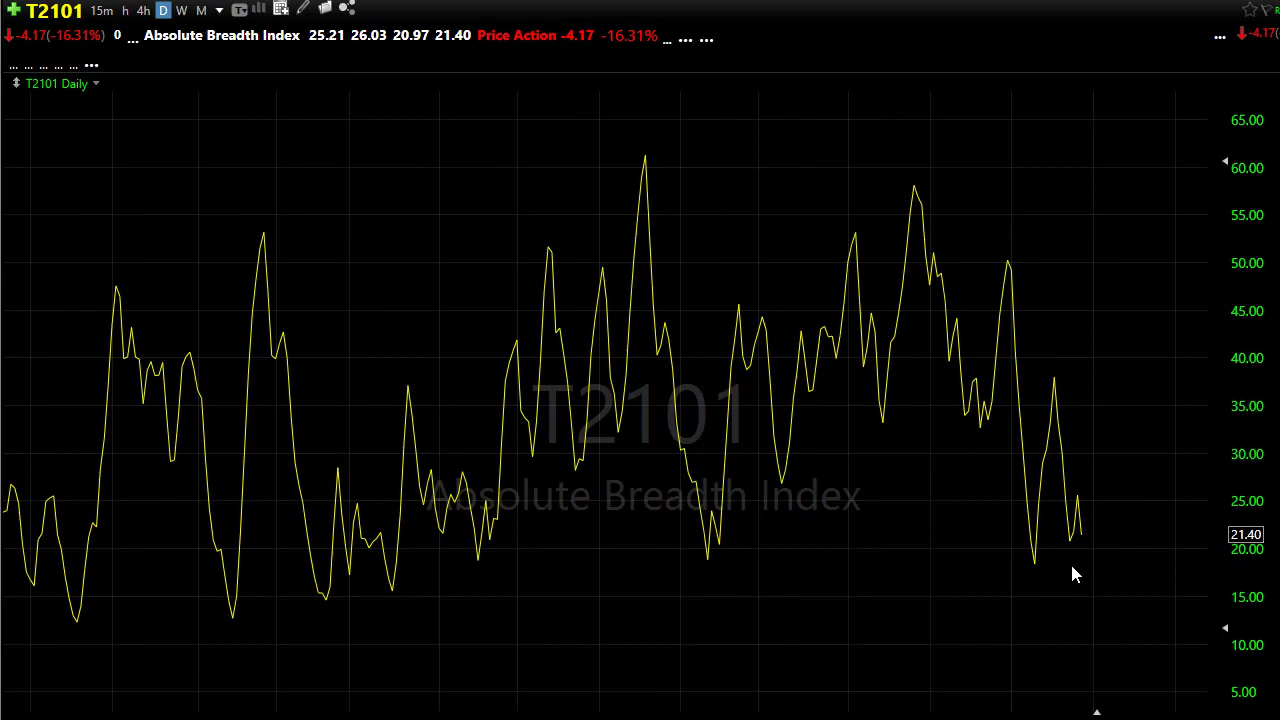 T2101 15m h 4h D W M T
-4.17(-16.31%) 0 ... Absolute Breadth Index 25.21 26.03 20.97 21.40 Price Action -4.17 -16.31% ... ... ... ... -4.17(
... ... ... ... ... ...
T2101 Daily
65.00
60.00
55.00
50.00
45.00
40.00
35.00
30.00
25.00
21.40
20.00
15.00
10.00
5.00
T2101
Absolute Breadth Index